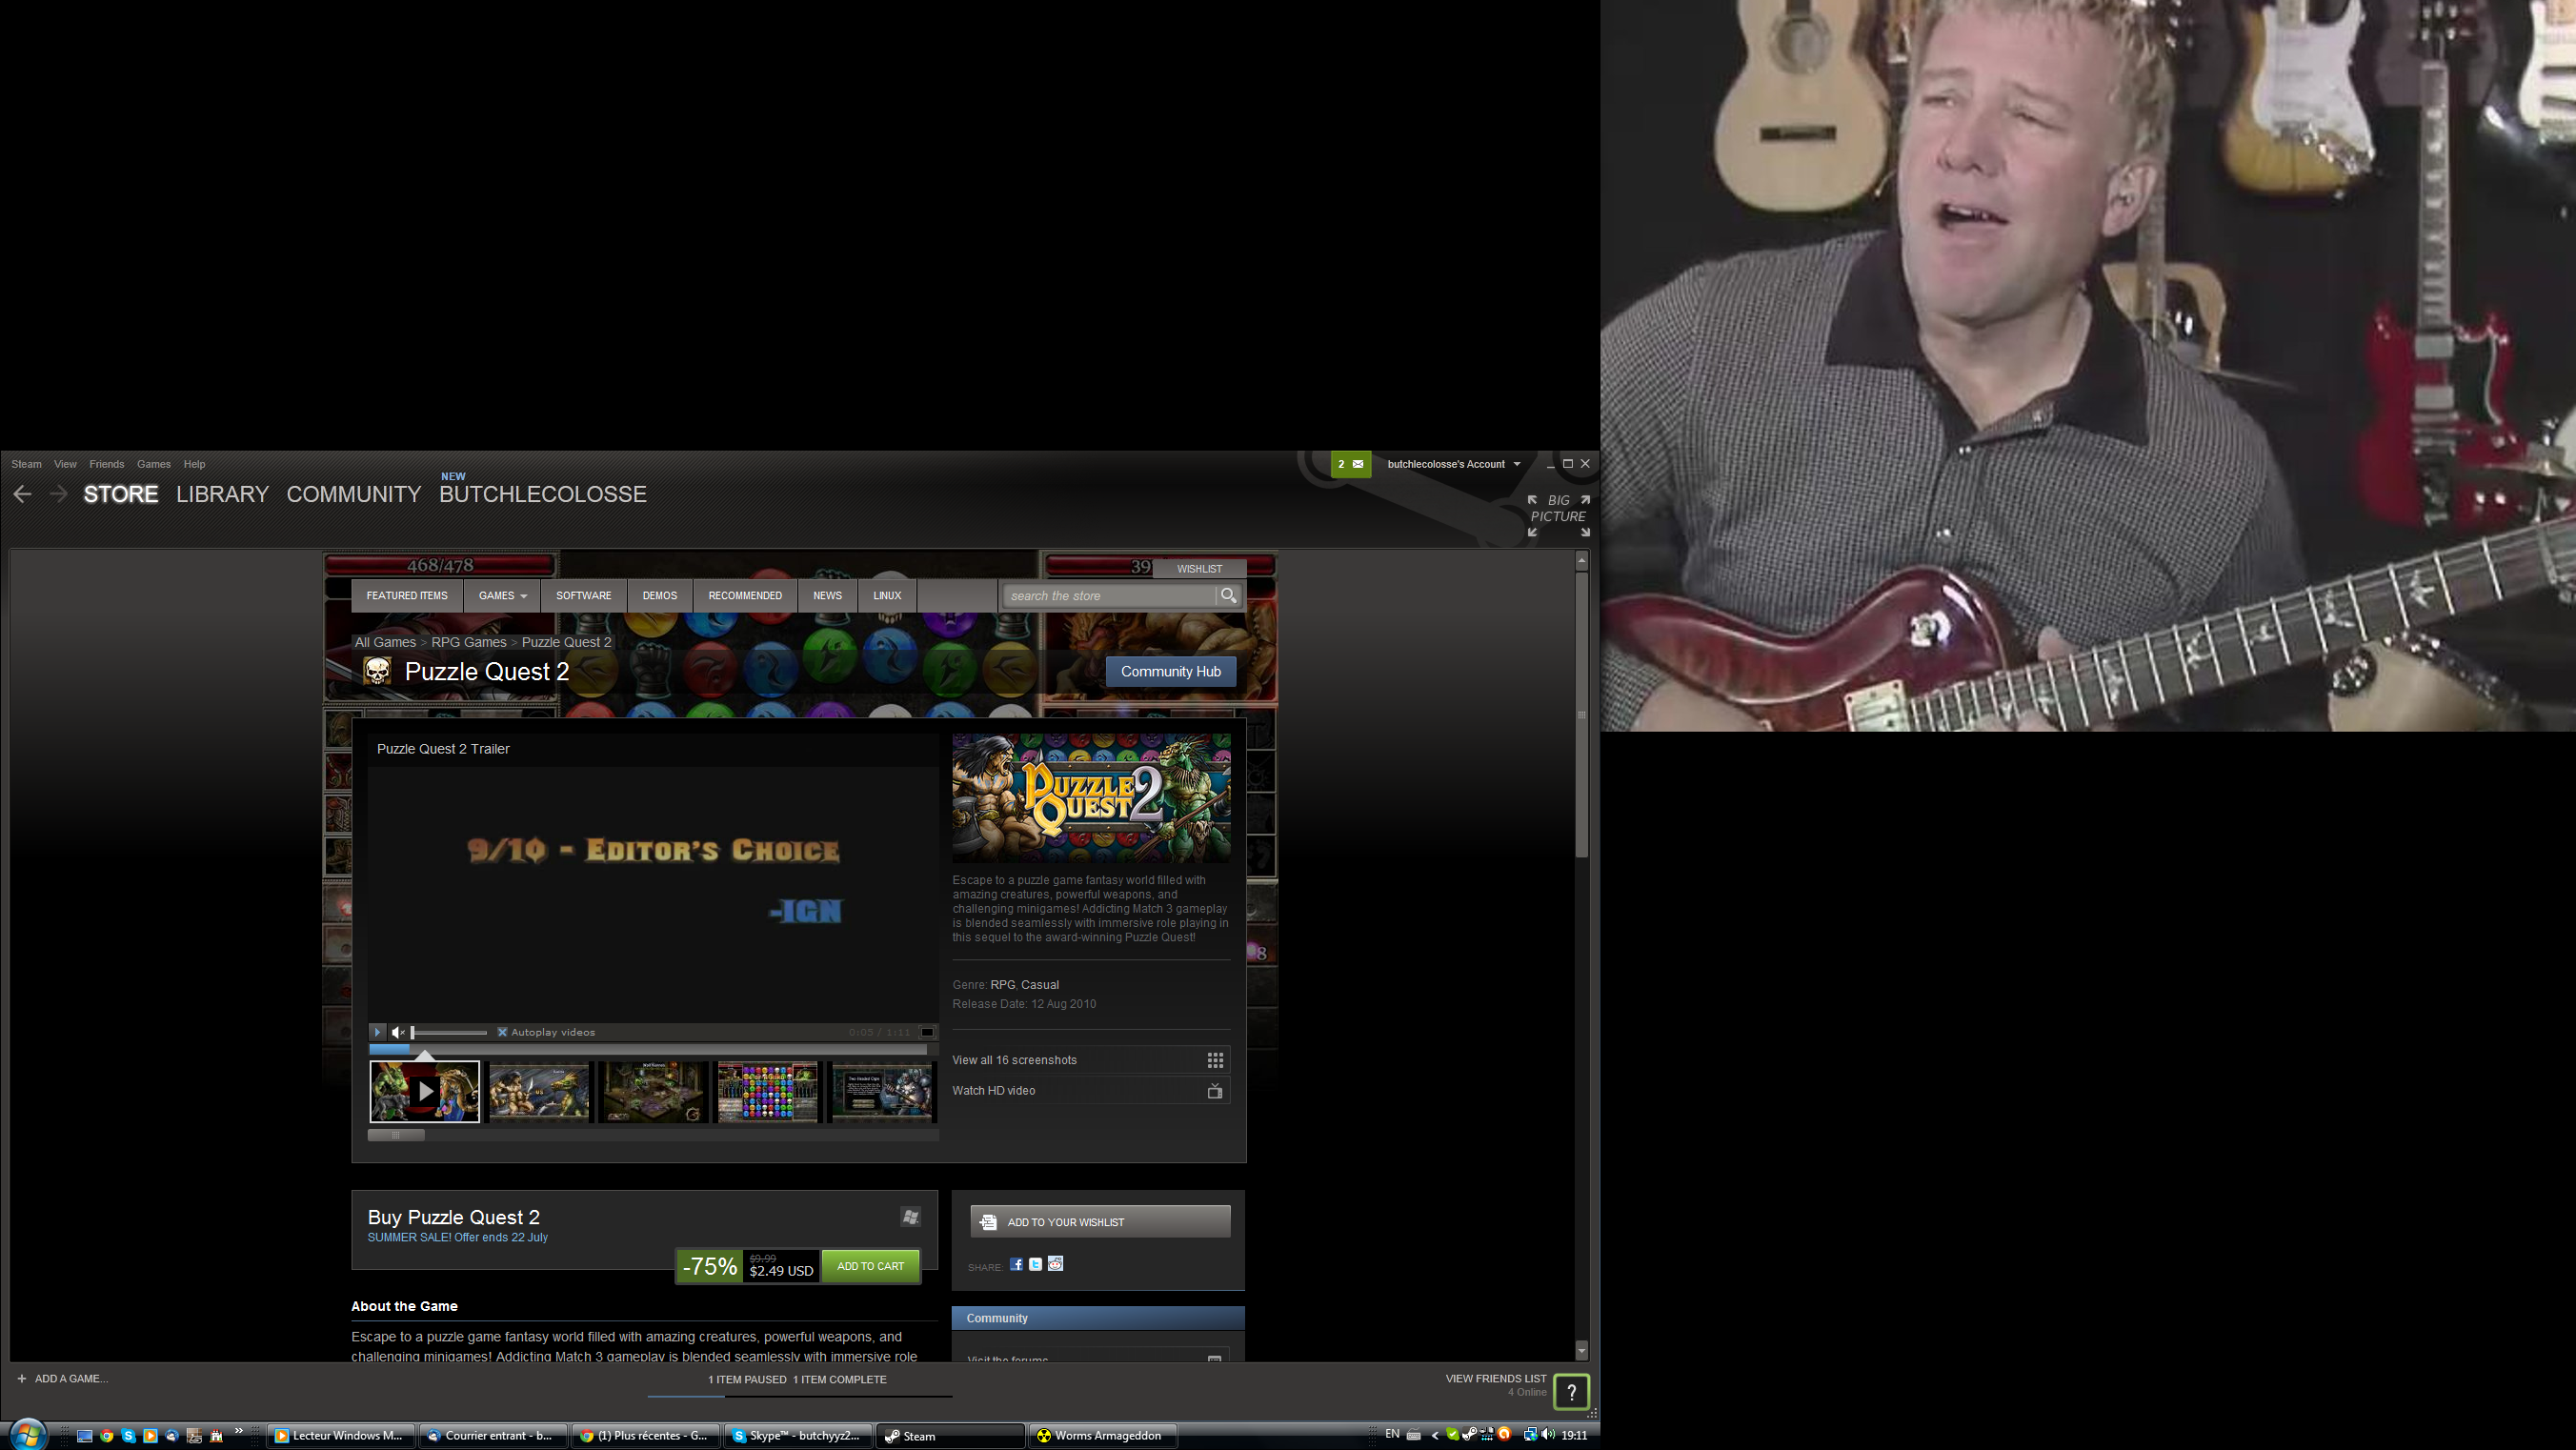 Steam View Friends Games Help
2 butchlecolosse's Account
NEW
STORE LIBRARY COMMUNITY BUTCHLECOLOSSE
BIG
PICTURE
468/478
39
WISHLIST
FEATURED ITEMS GAMES SOFTWARE DEMOS RECOMMENDED NEWS LINUX search the store
All Games > RPG Games > Puzzle Quest 2
Puzzle Quest 2
Community Hub
Puzzle Quest 2 Trailer
9/10 - EDITOR'S CHOICE
-IGN
PUZZLE
QUEST 2
Escape to a puzzle game fantasy world filled with
amazing creatures, powerful weapons, and
challenging minigames! Addicting Match 3 gameplay
is blended seamlessly with immersive role playing in
this sequel to the award-winning Puzzle Quest!
8
Genre: RPG, Casual
Release Date: 12 Aug 2010
Autoplay videos 0:05 / 1:11
View all 16 screenshots
Watch HD video
Buy Puzzle Quest 2
SUMMER SALE! Offer ends 22 July
-75% $9.99 $2.49 USD ADD TO CART
ADD TO YOUR WISHLIST
SHARE:
About the Game
Community
Escape to a puzzle game fantasy world filled with amazing creatures, powerful weapons, and
challenging minigames! Addicting Match 3 gameplay is blended seamlessly with immersive role
Visit the forums
+ ADD A GAME...
1 ITEM PAUSED 1 ITEM COMPLETE
VIEW FRIENDS LIST
4 Online
?
Lecteur Windows M... Courrier entrant - b... (1) Plus récentes - G... Skype™ - butchyyz2... Steam Worms Armageddon EN 19:11